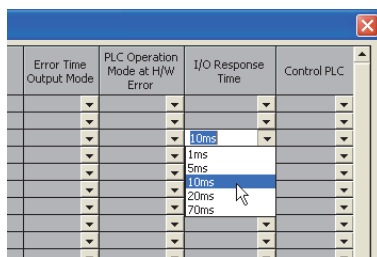 Error Time
Output Mode
PLC Operation
Mode at H/W
Error
I/O Response
Time
Control PLC
10ms
1ms
5ms
10ms
20ms
70ms